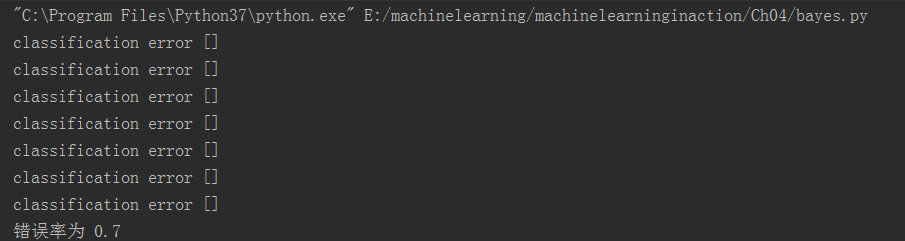 "C:\Program Files\Python37\python.exe" E:/machinelearning/machinelearninginaction/Ch04/bayes.py
classification error []
classification error []
classification error []
classification error []
classification error []
classification error []
classification error []
错误率为 0.7